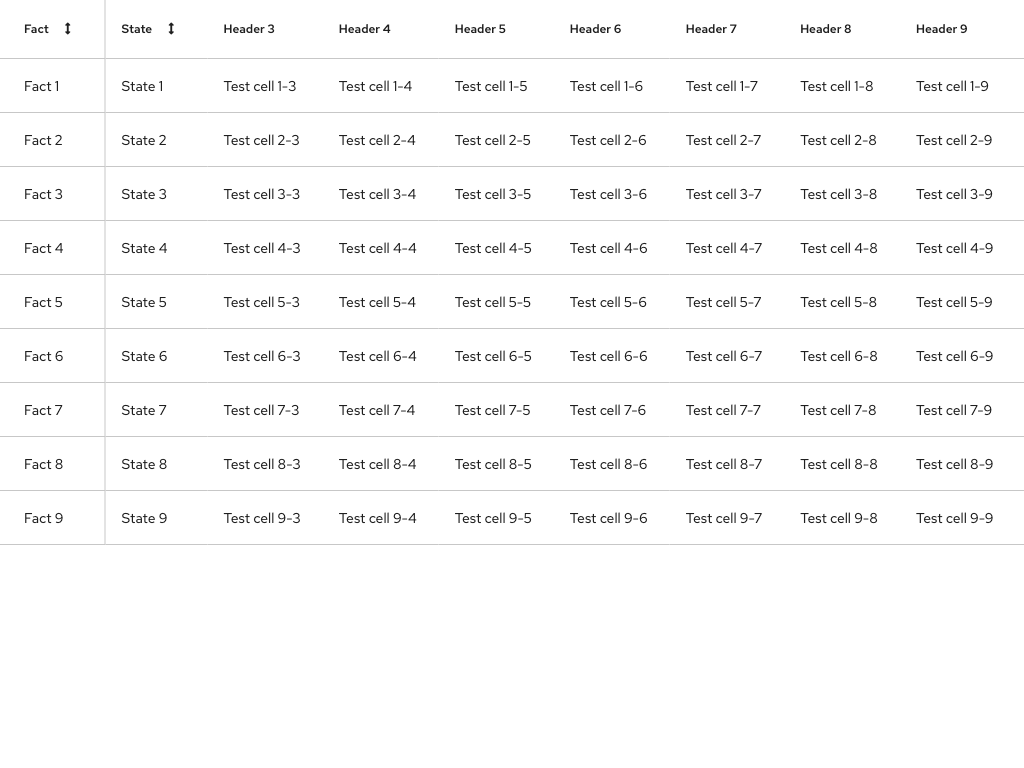 Fact State Header 3 Header 4 Header 5 Header 6 Header 7 Header 8 Header 9
Fact 1 State 1 Test cell 1-3 Test cell 1-4 Test cell 1-5 Test cell 1-6 Test cell 1-7 Test cell 1-8 Test cell 1-9
Fact 2 State 2 Test cell 2-3 Test cell 2-4 Test cell 2-5 Test cell 2-6 Test cell 2-7 Test cell 2-8 Test cell 2-9
Fact 3 State 3 Test cell 3-3 Test cell 3-4 Test cell 3-5 Test cell 3-6 Test cell 3-7 Test cell 3-8 Test cell 3-9
Fact 4 State 4 Test cell 4-3 Test cell 4-4 Test cell 4-5 Test cell 4-6 Test cell 4-7 Test cell 4-8 Test cell 4-9
Fact 5 State 5 Test cell 5-3 Test cell 5-4 Test cell 5-5 Test cell 5-6 Test cell 5-7 Test cell 5-8 Test cell 5-9
Fact 6 State 6 Test cell 6-3 Test cell 6-4 Test cell 6-5 Test cell 6-6 Test cell 6-7 Test cell 6-8 Test cell 6-9
Fact 7 State 7 Test cell 7-3 Test cell 7-4 Test cell 7-5 Test cell 7-6 Test cell 7-7 Test cell 7-8 Test cell 7-9
Fact 8 State 8 Test cell 8-3 Test cell 8-4 Test cell 8-5 Test cell 8-6 Test cell 8-7 Test cell 8-8 Test cell 8-9
Fact 9 State 9 Test cell 9-3 Test cell 9-4 Test cell 9-5 Test cell 9-6 Test cell 9-7 Test cell 9-8 Test cell 9-9